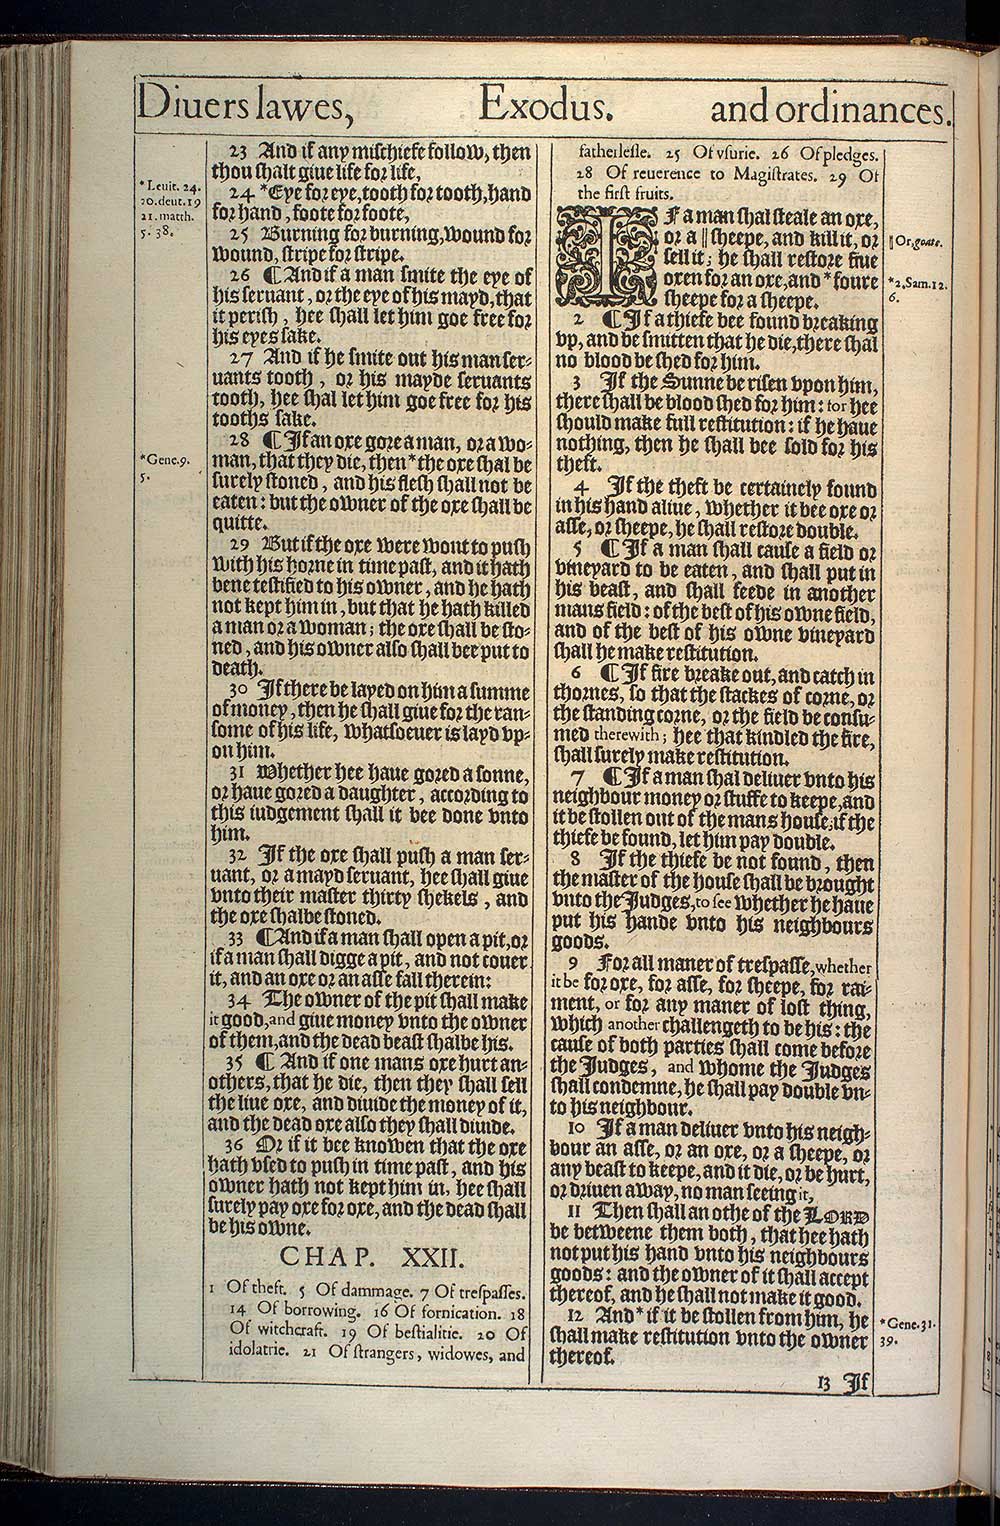 Diuers lawes, Exodus. and ordinances.
23 And if any mischiefe follow, then
thou shalt giue life for life,
*Leuit. 24.
20. deut. 19
21. matth.
5. 38.
24 *Eye for eye, tooth for tooth, hand
for hand, foote for foote,
25 Burning for burning, wound for
wound, stripe for stripe.
26 ¶ And if a man smite the eye of
his seruant, or the eye of his mayd, that
it perish, hee shall let him goe free for
his eyes sake.
27 And if he smite out his man ser-
uants tooth, or his mayde seruants
tooth, hee shal let him goe free for his
tooths sake.
28 ¶ If an oxe gore a man, or a wo-
man, that they die, then * the oxe shal be
surely stoned, and his flesh shall not be
eaten: but the owner of the oxe shall be
quitte.
*Gene. 9.
5.
29 But if the oxe were wont to push
with his horne in time past, and it hath
bene testified to his owner, and he hath
not kept him in, but that he hath killed
a man or a woman; the oxe shall be sto-
ned, and his owner also shall bee put to
death.
30 If there be layed on him a summe
of money, then he shall giue for the ran-
some of his life, whatsoeuer is layd vp-
on him.
31 Whether hee haue gored a sonne,
or haue gored a daughter, according to
this iudgement shall it bee done vnto
him.
32 If the oxe shall push a man ser-
uant, or a mayd seruant, hee shall giue
vnto their master thirty shekels, and
the oxe shalbe stoned.
33 ¶ And if a man shall open a pit, or
if a man shall digge a pit, and not couer
it, and an oxe or an asse fall therein:
34 The owner of the pit shall make
it good, and giue money vnto the owner
of them, and the dead beast shalbe his.
35 ¶ And if one mans oxe hurt an-
others, that he die, then they shall sell
the liue oxe, and diuide the money of it,
and the dead oxe also they shall diuide.
36 Or if it bee knowen that the oxe
hath vsed to push in time past, and his
owner hath not kept him in, hee shall
surely pay oxe for oxe, and the dead shall
be his owne.
CHAP. XXII.
1 Of theft. 5 Of dammage. 7 Of trespasses.
14 Of borrowing. 16 Of fornication. 18
Of witchcraft. 19 Of bestialitie. 20 Of
idolatrie. 21 Of strangers, widowes, and
fatherlesse. 25 Of vsurie. 26 Of pledges.
28 Of reuerence to Magistrates. 29 Of
the first fruits.
IF a man shal steale an oxe,
or a ‖ sheepe, and kill it, or
sell it; he shall restore fiue
oxen for an oxe, and * foure
sheepe for a sheepe.
‖ Or, goate.
*2. Sam. 12.
6.
2 ¶ If a thiefe bee found breaking
vp, and be smitten that he die, there shal
no blood be shed for him.
3 If the Sunne be risen vpon him,
there shall be blood shed for him: for hee
should make full restitution: if he haue
nothing, then he shall bee sold for his
theft.
4 If the theft be certainely found
in his hand aliue, whether it bee oxe or
asse, or sheepe, he shall restore double.
5 ¶ If a man shall cause a field or
vineyard to be eaten, and shall put in
his beast, and shall feede in another
mans field: of the best of his owne field,
and of the best of his owne vineyard
shall he make restitution.
6 ¶ If fire breake out, and catch in
thornes, so that the stackes of corne, or
the standing corne, or the field be consu-
med therewith; hee that kindled the fire,
shall surely make restitution.
7 ¶ If a man shal deliuer vnto his
neighbour money or stuffe to keepe, and
it be stollen out of the mans house; if the
thiefe be found, let him pay double.
8 If the thiefe be not found, then
the master of the house shall be brought
vnto the Iudges, to see whether he haue
put his hande vnto his neighbours
goods.
9 For all maner of trespasse, whether
it be for oxe, for asse, for sheepe, for rai-
ment, or for any maner of lost thing,
which another challengeth to be his: the
cause of both parties shall come before
the Iudges, and whome the Iudges
shall condemne, he shall pay double vn-
to his neighbour.
10 If a man deliuer vnto his neigh-
bour an asse, or an oxe, or a sheepe, or
any beast to keepe, and it die, or be hurt,
or driuen away, no man seeing it,
11 Then shall an othe of the LORD
be betweene them both, that hee hath
not put his hand vnto his neighbours
goods: and the owner of it shall accept
thereof, and he shall not make it good.
12 And * if it be stollen from him, he
shall make restitution vnto the owner
thereof.
*Gene. 31.
39.
13 If